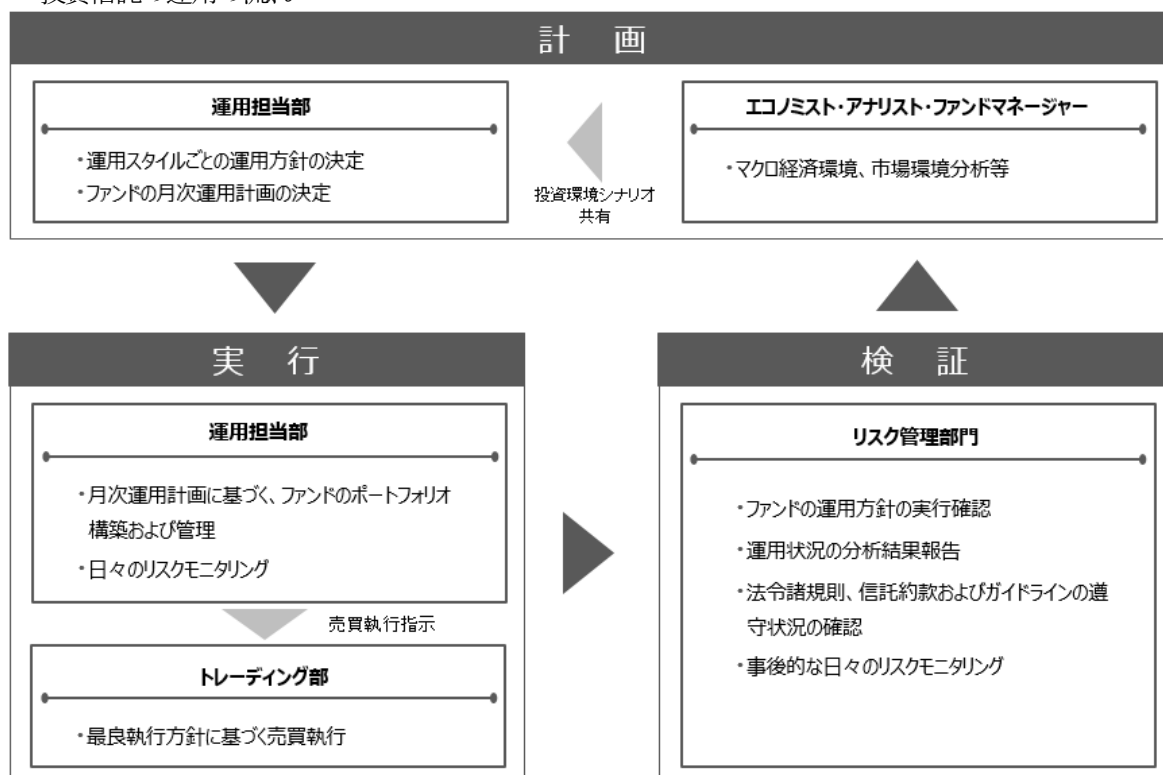 投資信託の運用の流れ
計 画
運用担当部
・運用スタイルごとの運用方針の決定
・ファンドの月次運用計画の決定
投資環境シナリオ
共有
エコノミスト・アナリスト・ファンドマネージャー
・マクロ経済環境、市場環境分析等
実 行
運用担当部
・月次運用計画に基づく、ファンドのポートフォリオ
構築および管理
・日々のリスクモニタリング
売買執行指示
トレーディング部
・最良執行方針に基づく売買執行
検 証
リスク管理部門
・ファンドの運用方針の実行確認
・運用状況の分析結果報告
・法令諸規則、信託約款およびガイドラインの遵
守状況の確認
・事後的な日々のリスクモニタリング